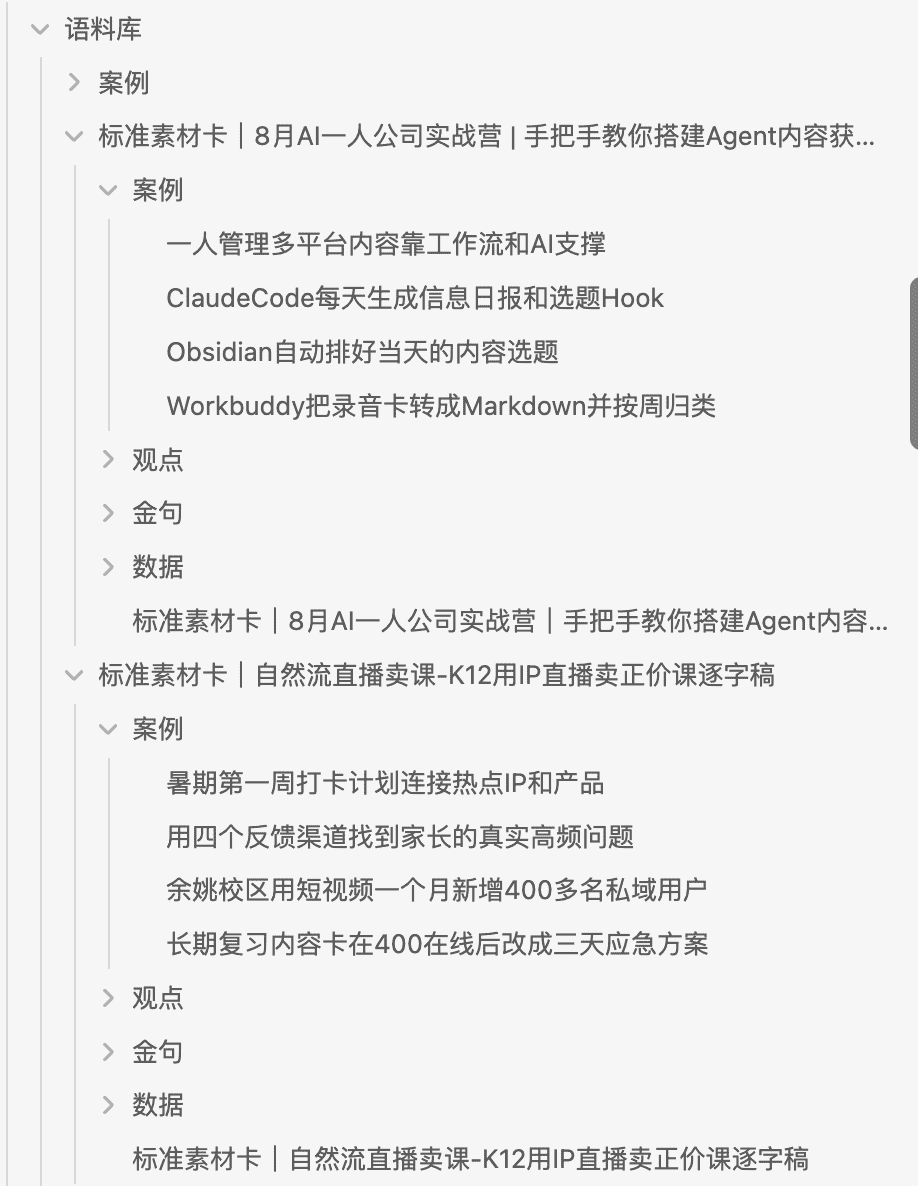 语料库
案例
标准素材卡｜8月AI一人公司实战营 | 手把手教你搭建Agent内容获...
案例
一人管理多平台内容靠工作流和AI支撑
ClaudeCode每天生成信息日报和选题Hook
Obsidian自动排好当天的内容选题
Workbuddy把录音卡转成Markdown并按周归类
观点
金句
数据
标准素材卡｜8月AI一人公司实战营｜手把手教你搭建Agent内容...
标准素材卡｜自然流直播卖课-K12用IP直播卖正价课逐字稿
案例
暑期第一周打卡计划连接热点IP和产品
用四个反馈渠道找到家长的真实高频问题
余姚校区用短视频一个月新增400多名私域用户
长期复习内容卡在400在线后改成三天应急方案
观点
金句
数据
标准素材卡｜自然流直播卖课-K12用IP直播卖正价课逐字稿